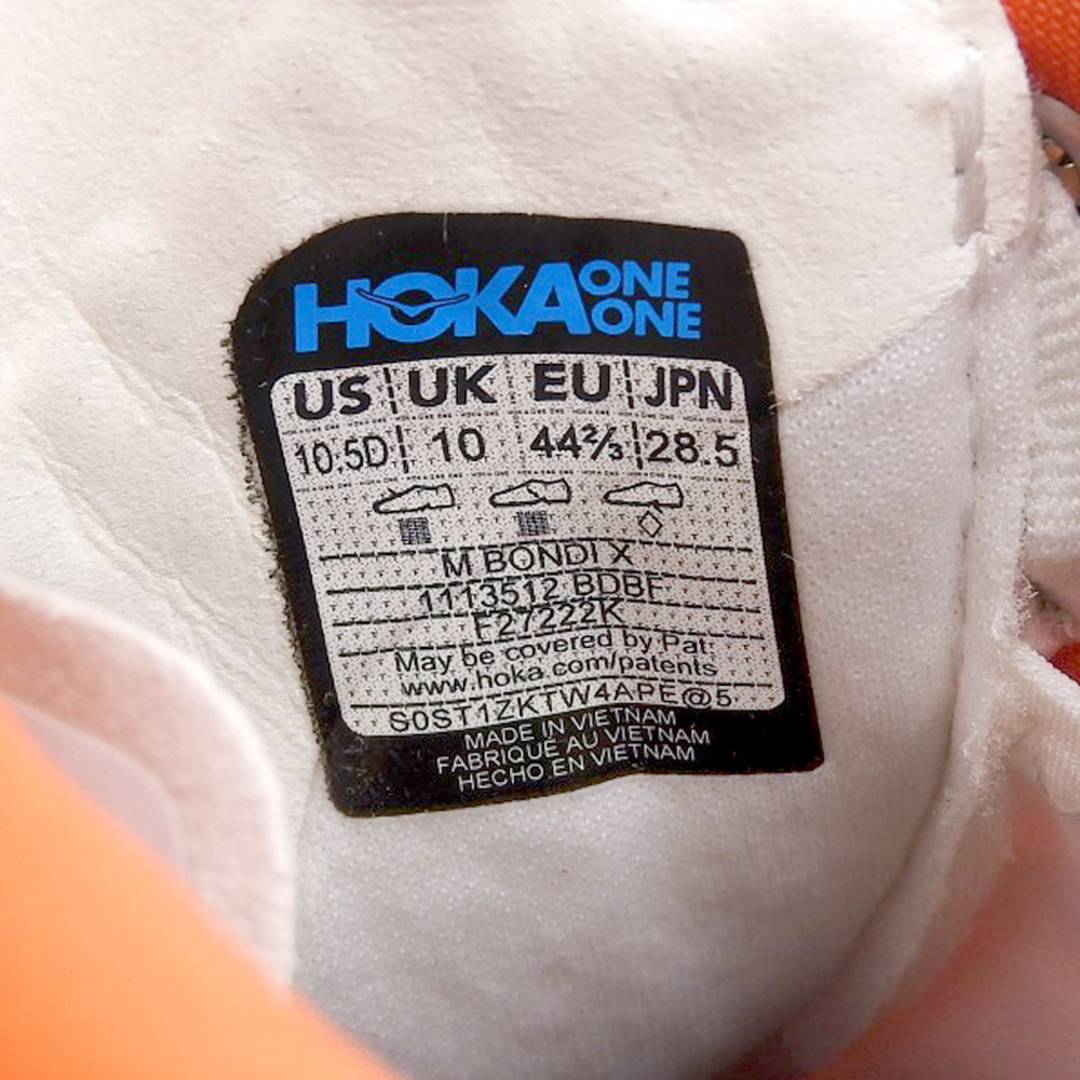 HOKA ONE ONE
US UK EU JPN
10.5D 10 44⅔ 28.5
M BONDI X
1113512 BDBF
F27222K
May be covered by Pat:
www.hoka.com/patents
S0ST1ZKTW4APE@5
MADE IN VIETNAM
FABRIQUE AU VIETNAM
HECHO EN VIETNAM